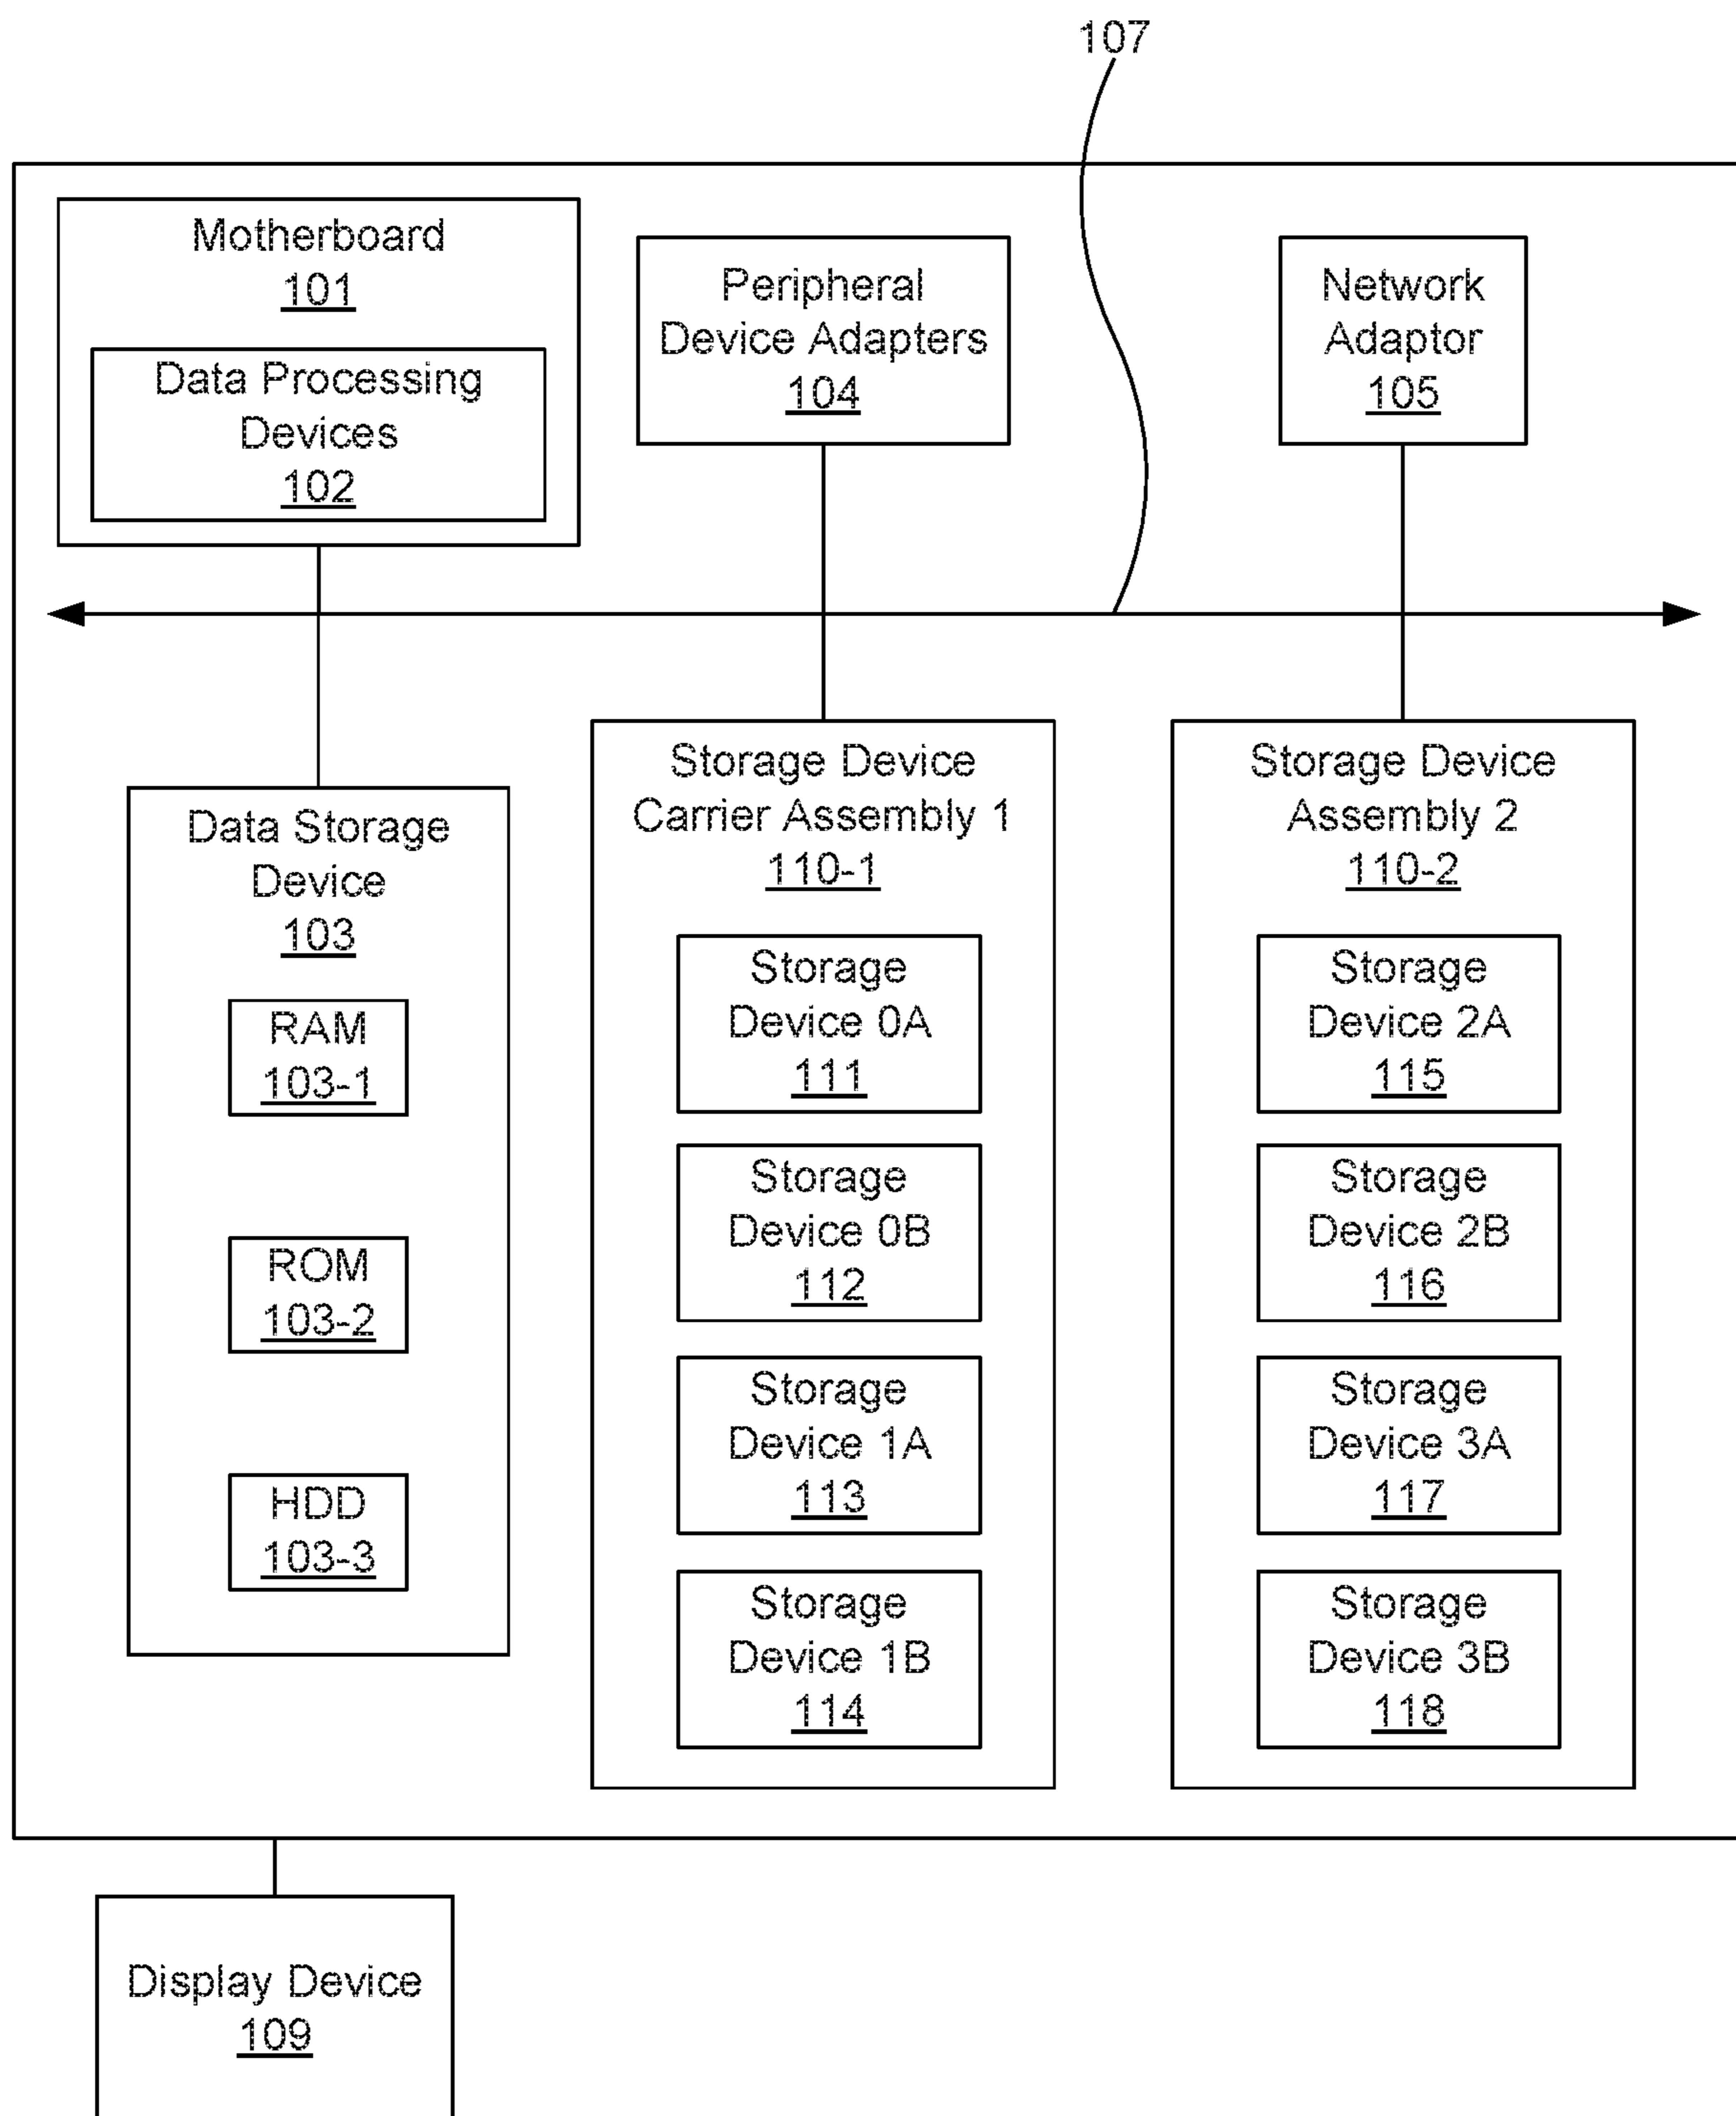 107
Motherboard
101
Data Processing
Devices
102
Peripheral
Device Adapters
104
Network
Adaptor
105
Data Storage
Device
103
RAM
103-1
ROM
103-2
HDD
103-3
Storage Device
Carrier Assembly 1
110-1
Storage
Device 0A
111
Storage
Device 0B
112
Storage
Device 1A
113
Storage
Device 1B
114
Storage Device
Assembly 2
110-2
Storage
Device 2A
115
Storage
Device 2B
116
Storage
Device 3A
117
Storage
Device 3B
118
Display Device
109